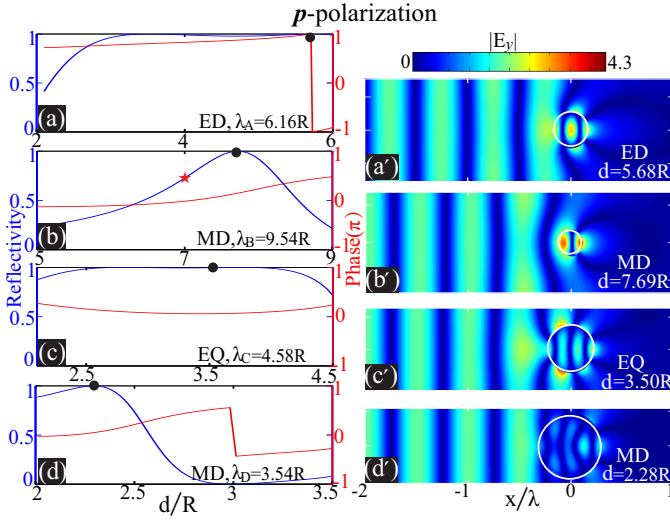 p-polarization
|E_y|
0
4.3
1
0.5
0
1
0
-1
(a)
ED, λ_A=6.16R
2
4
6
1
0.5
0
1
0
-1
(b)
MD, λ_B=9.54R
5
7
9
1
0.5
0
1
0
1
(c)
EQ, λ_C=4.58R
2.5
3.5
4.5
1
0.5
0
1
0
-1
(d)
MD, λ_D=3.54R
2
2.5
3
3.5
d/R
Reflectivity
Phase(π)
(a′)
ED
d=5.68R
(b′)
MD
d=7.69R
(c′)
EQ
d=3.50R
(d′)
MD
d=2.28R
-2
-1
0
1
x/λ